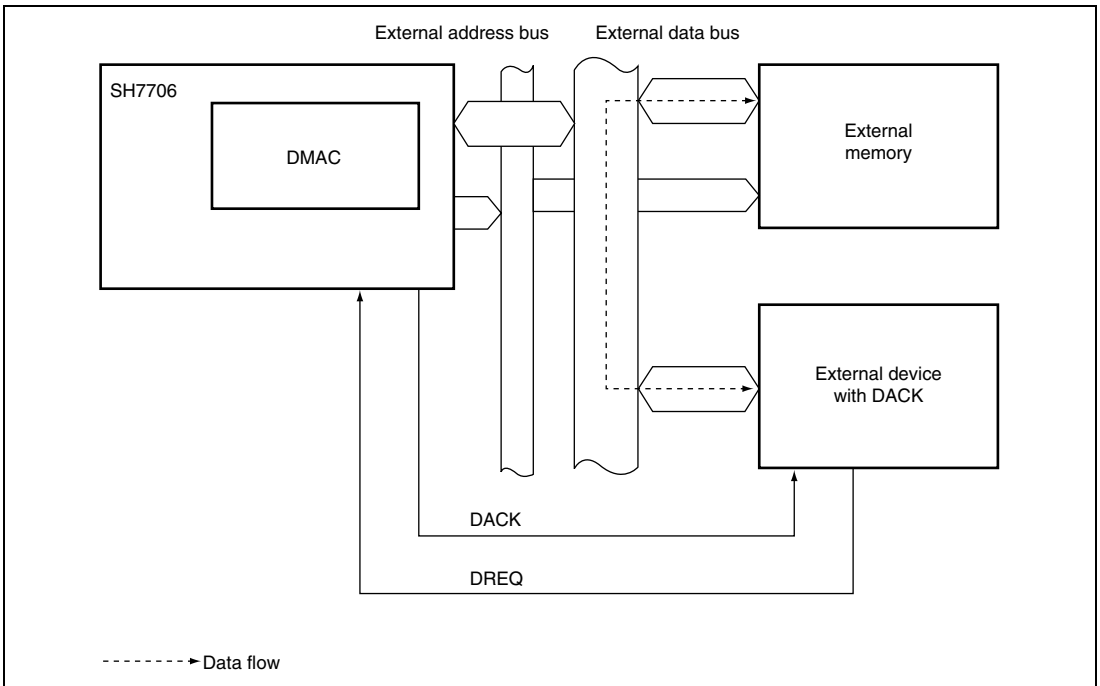 External address bus
External data bus
SH7706
DMAC
External
memory
External device
with DACK
DACK
DREQ
Data flow